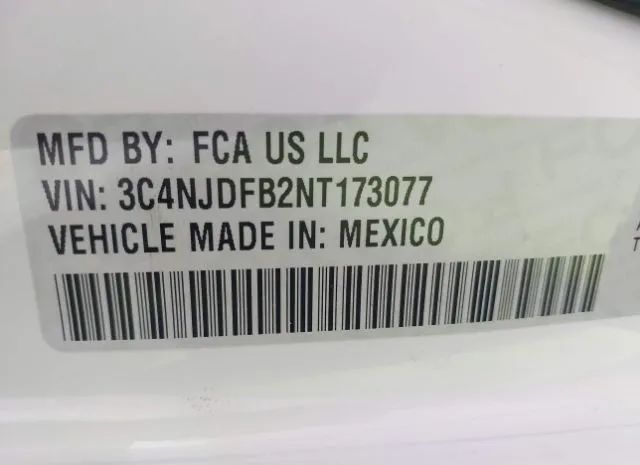 MFD BY: FCA US LLC
VIN: 3C4NJDFB2NT173077
VEHICLE MADE IN: MEXICO